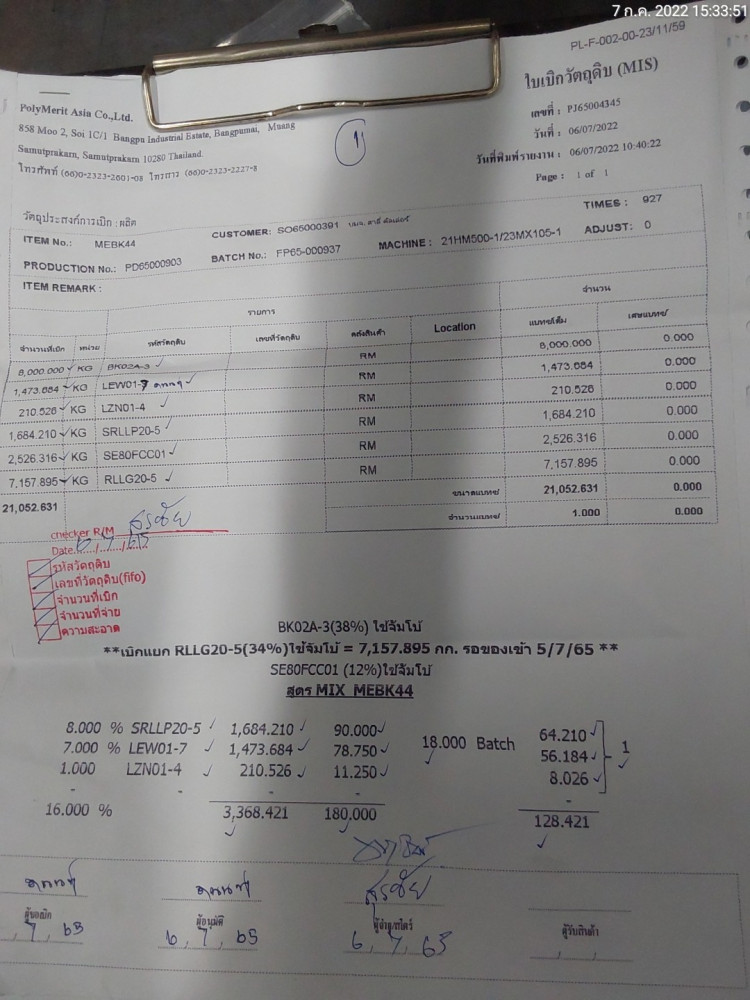 7 ก.ค. 2022 15:33:51
PL-F-002-00-23/11/59
ใบเบิกวัตถุดิบ (MIS)
PolyMerit Asia Co.,Ltd.
858 Moo 2, Soi 1C/1 Bangpu Industrial Estate, Bangpumai, Muang
Samutprakarn, Samutprakarn 10280 Thailand.
โทรศัพท์ (66)0-2323-2601-08 โทรสาร (66)0-2323-2227-8
1
เลขที่ : PJ65004345
วันที่ : 06/07/2022
วันที่พิมพ์รายงาน : 06/07/2022 10:40:22
Page : 1 of 1
วัตถุประสงค์การเบิก : ผลิต
ITEM No.: MEBK44 CUSTOMER: SO65000391 TIMES : 927
PRODUCTION No.: PD65000903 BATCH No.: FP65-000937 MACHINE : 21HM500-1/23MX105-1 ADJUST: 0
ITEM REMARK :
รายการ จำนวน
จำนวนที่เบิก หน่วย รหัสวัตถุดิบ เลขที่วัตถุดิบ คลังสินค้า Location แบทช์เต็ม เศษแบทช์
8,000.000 KG BK02A-3 RM 8,000.000 0.000
1,473.684 KG LEW01-7 RM 1,473.684 0.000
210.526 KG LZN01-4 RM 210.526 0.000
1,684.210 KG SRLLP20-5 RM 1,684.210 0.000
2,526.316 KG SE80FCC01 RM 2,526.316 0.000
7,157.895 KG RLLG20-5 RM 7,157.895 0.000
21,052.631 ขนาดแบทช์ 21,052.631 0.000
จำนวนแบทช์ 1.000 0.000
checker R/M สุรชัย
Date 6/7/65
รหัสวัตถุดิบ
เลขที่วัตถุดิบ(fifo)
จำนวนที่เบิก
จำนวนที่จ่าย
ความสะอาด
BK02A-3(38%) ใช้จัมโบ้
**เบิกแยก RLLG20-5(34%)ใช้จัมโบ้ = 7,157.895 กก. รอของเข้า 5/7/65 **
SE80FCC01 (12%)ใช้จัมโบ้
สูตร MIX MEBK44
8.000 % SRLLP20-5 1,684.210 90.000 18.000 Batch 64.210 1
7.000 % LEW01-7 1,473.684 78.750 56.184
1.000 LZN01-4 210.526 11.250 8.026
- - - - -
16.000 % 3,368.421 180.000 128.421
สุรชัย
ผู้ขอเบิก ผู้อนุมัติ ผู้จ่าย/สโตร์ ผู้รับสินค้า
, 7 , 65 6 , 7 , 65 6 , 7 , 65 , ,